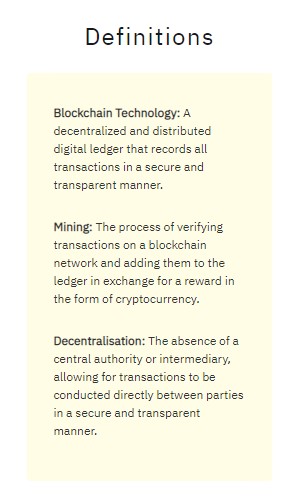 Definitions
Blockchain Technology: A
decentralized and distributed
digital ledger that records all
transactions in a secure and
transparent manner.
Mining: The process of verifying
transactions on a blockchain
network and adding them to the
ledger in exchange for a reward in
the form of cryptocurrency.
Decentralisation: The absence of a
central authority or intermediary,
allowing for transactions to be
conducted directly between parties
in a secure and transparent
manner.